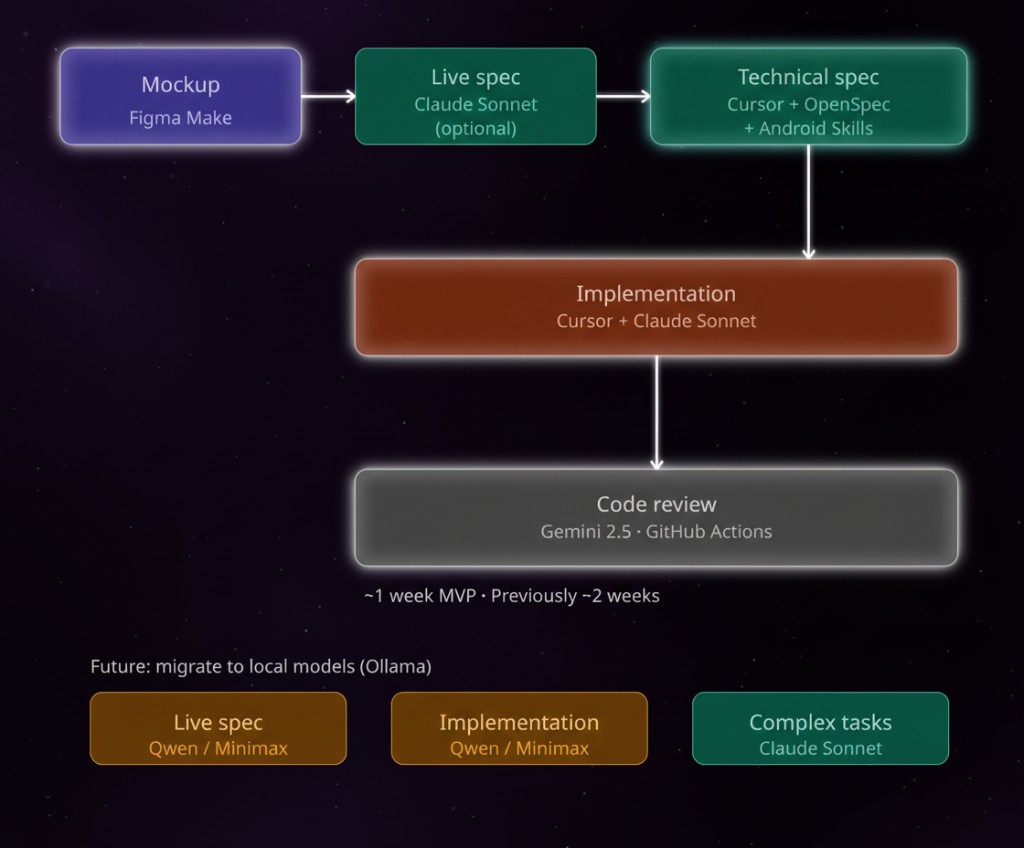 Mockup
Figma Make
Live spec
Claude Sonnet
(optional)
Technical spec
Cursor + OpenSpec
+ Android Skills
Implementation
Cursor + Claude Sonnet
Code review
Gemini 2.5 · GitHub Actions
~1 week MVP · Previously ~2 weeks
Future: migrate to local models (Ollama)
Live spec
Qwen / Minimax
Implementation
Qwen / Minimax
Complex tasks
Claude Sonnet